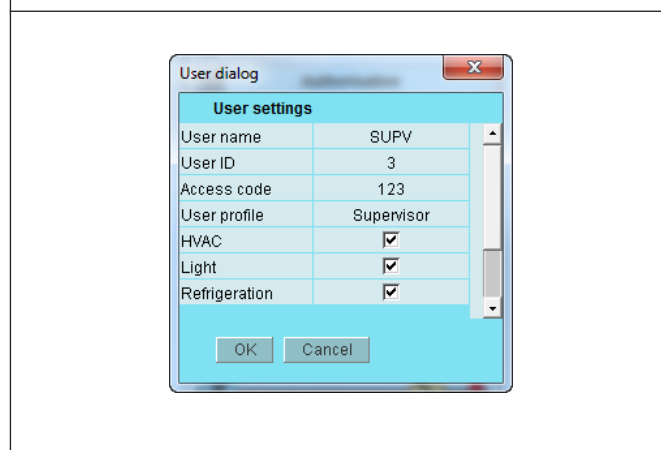 User dialog
User settings
User name SUPV
User ID 3
Access code 123
User profile Supervisor
HVAC
Light
Refrigeration
OK Cancel